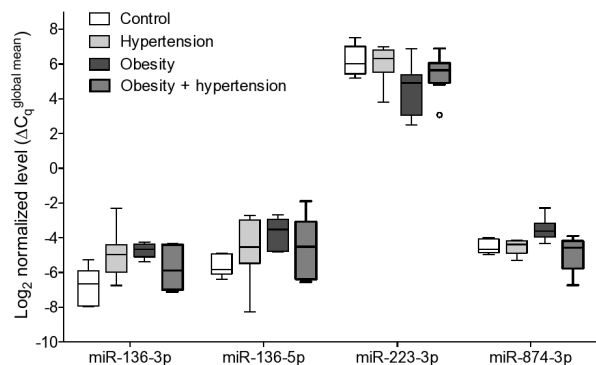 Control
Hypertension
Obesity
Obesity + hypertension
Log2 normalized level (ΔCq global mean)
8
6
4
2
0
-2
-4
-6
-8
-10
miR-136-3p miR-136-5p miR-223-3p miR-874-3p